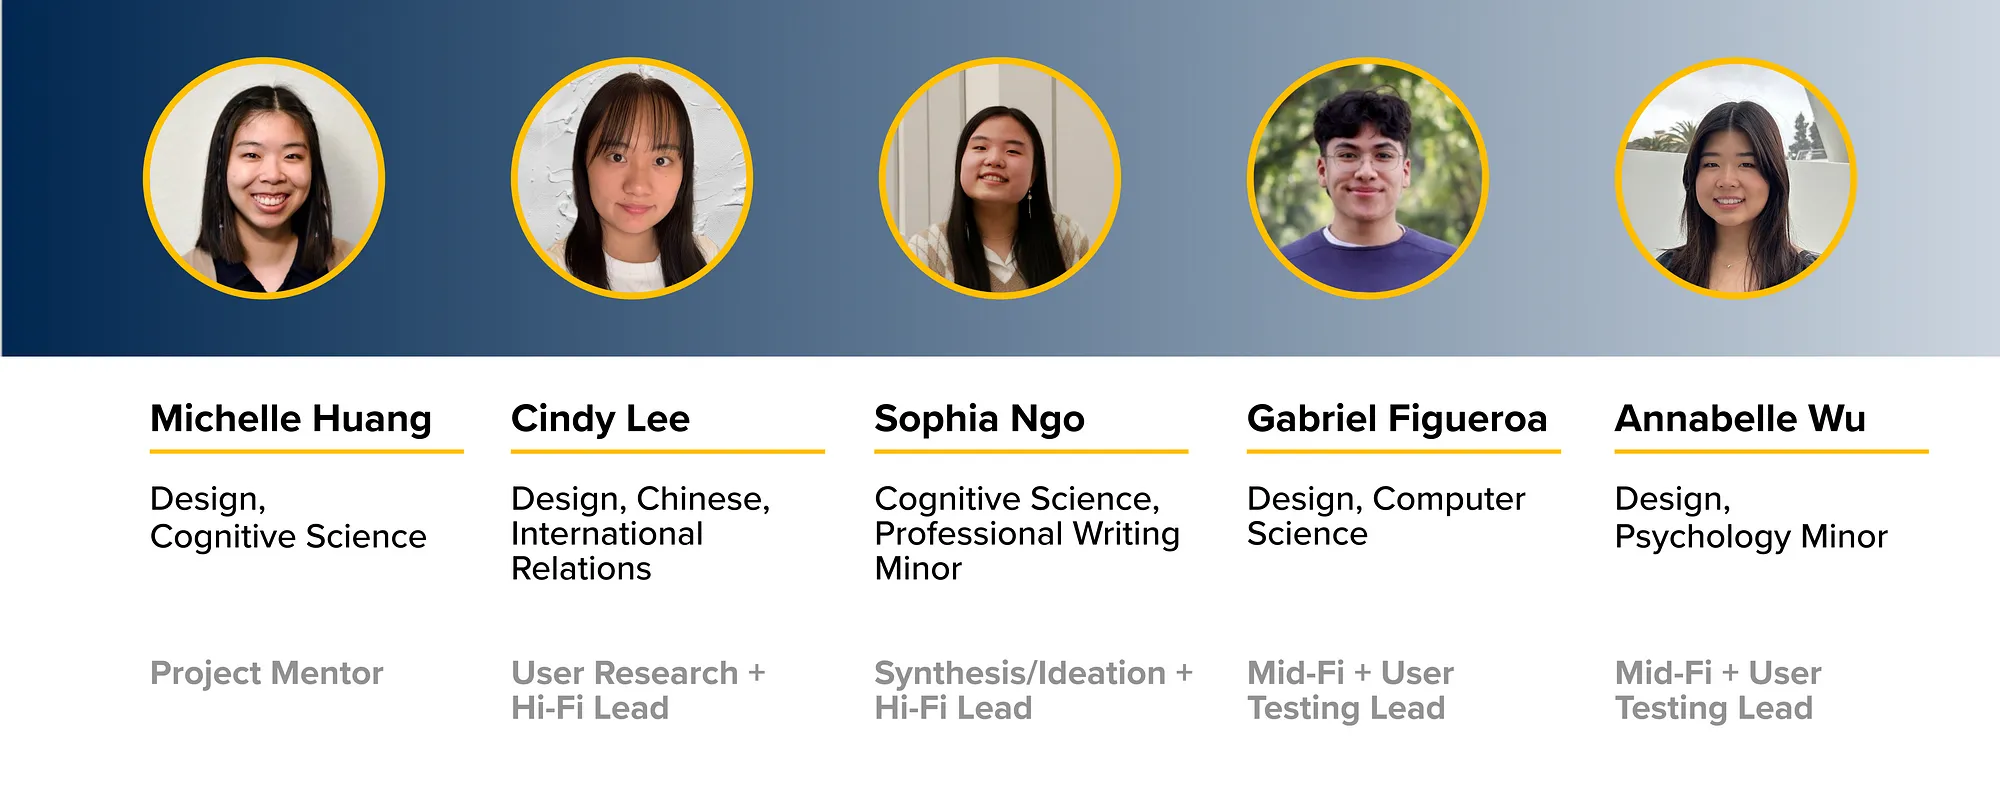 Michelle Huang
Design,
Cognitive Science
Project Mentor
Cindy Lee
Design, Chinese,
International
Relations
User Research +
Hi-Fi Lead
Sophia Ngo
Cognitive Science,
Professional Writing
Minor
Synthesis/Ideation +
Hi-Fi Lead
Gabriel Figueroa
Design, Computer
Science
Mid-Fi + User
Testing Lead
Annabelle Wu
Design,
Psychology Minor
Mid-Fi + User
Testing Lead